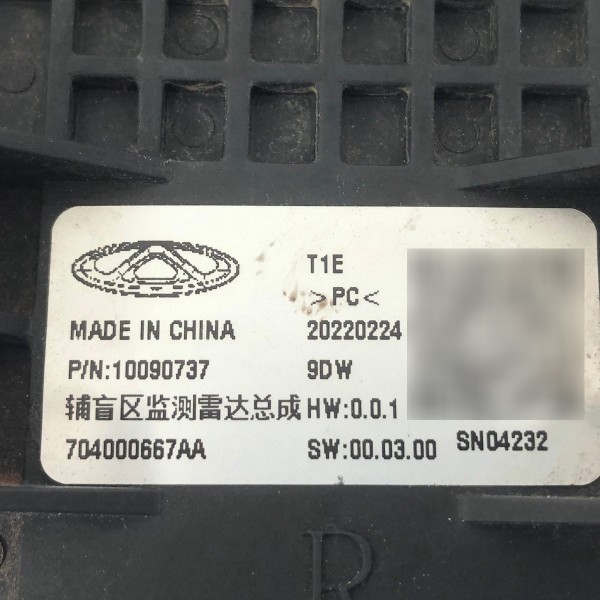 T1E
>PC<
MADE IN CHINA 20220224
P/N:10090737 9DW
辅盲区监测雷达总成 HW:0.0.1
704000667AA SW:00.03.00 SN04232
R